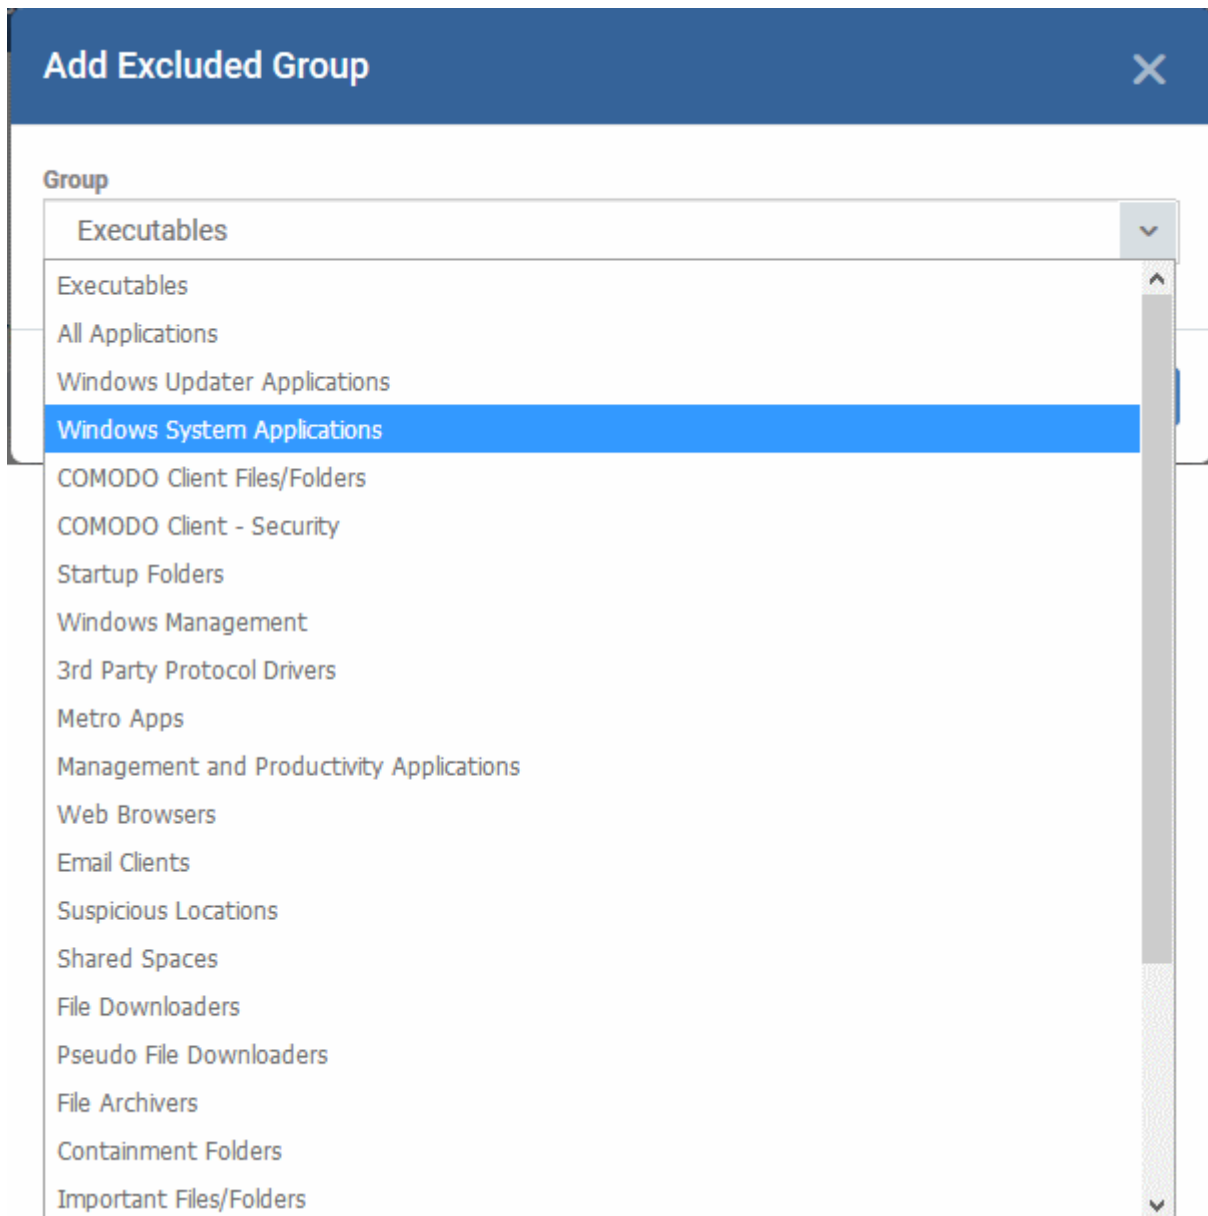 Add Excluded Group
Group
Executables
Executables
All Applications
Windows Updater Applications
Windows System Applications
COMODO Client Files/Folders
COMODO Client - Security
Startup Folders
Windows Management
3rd Party Protocol Drivers
Metro Apps
Management and Productivity Applications
Web Browsers
Email Clients
Suspicious Locations
Shared Spaces
File Downloaders
Pseudo File Downloaders
File Archivers
Containment Folders
Important Files/Folders